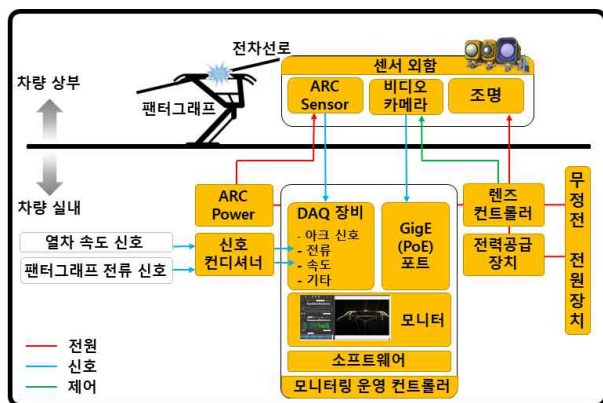 전차선로
센서 외함
차량 상부
팬터그래프
ARC
Sensor
비디오
카메라
조명
차량 실내
ARC
Power
DAQ 장비
- 아크 신호
- 전류
- 속도
- 기타
GigE
(PoE)
포트
렌즈
컨트롤러
무정전 전원장치
열차 속도 신호
팬터그래프 전류 신호
신호
컨디셔너
전력공급
장치
모니터
소프트웨어
모니터링 운영 컨트롤러
전원
신호
제어